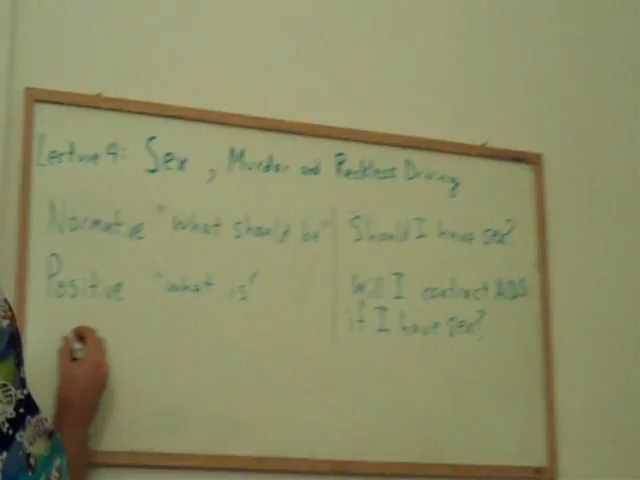 Lecture 4: Sex, Murder and Reckless Driving
Normative "what should be"
Should I have sex?
Positive "what is"
Will I contract AIDS
if I have sex?